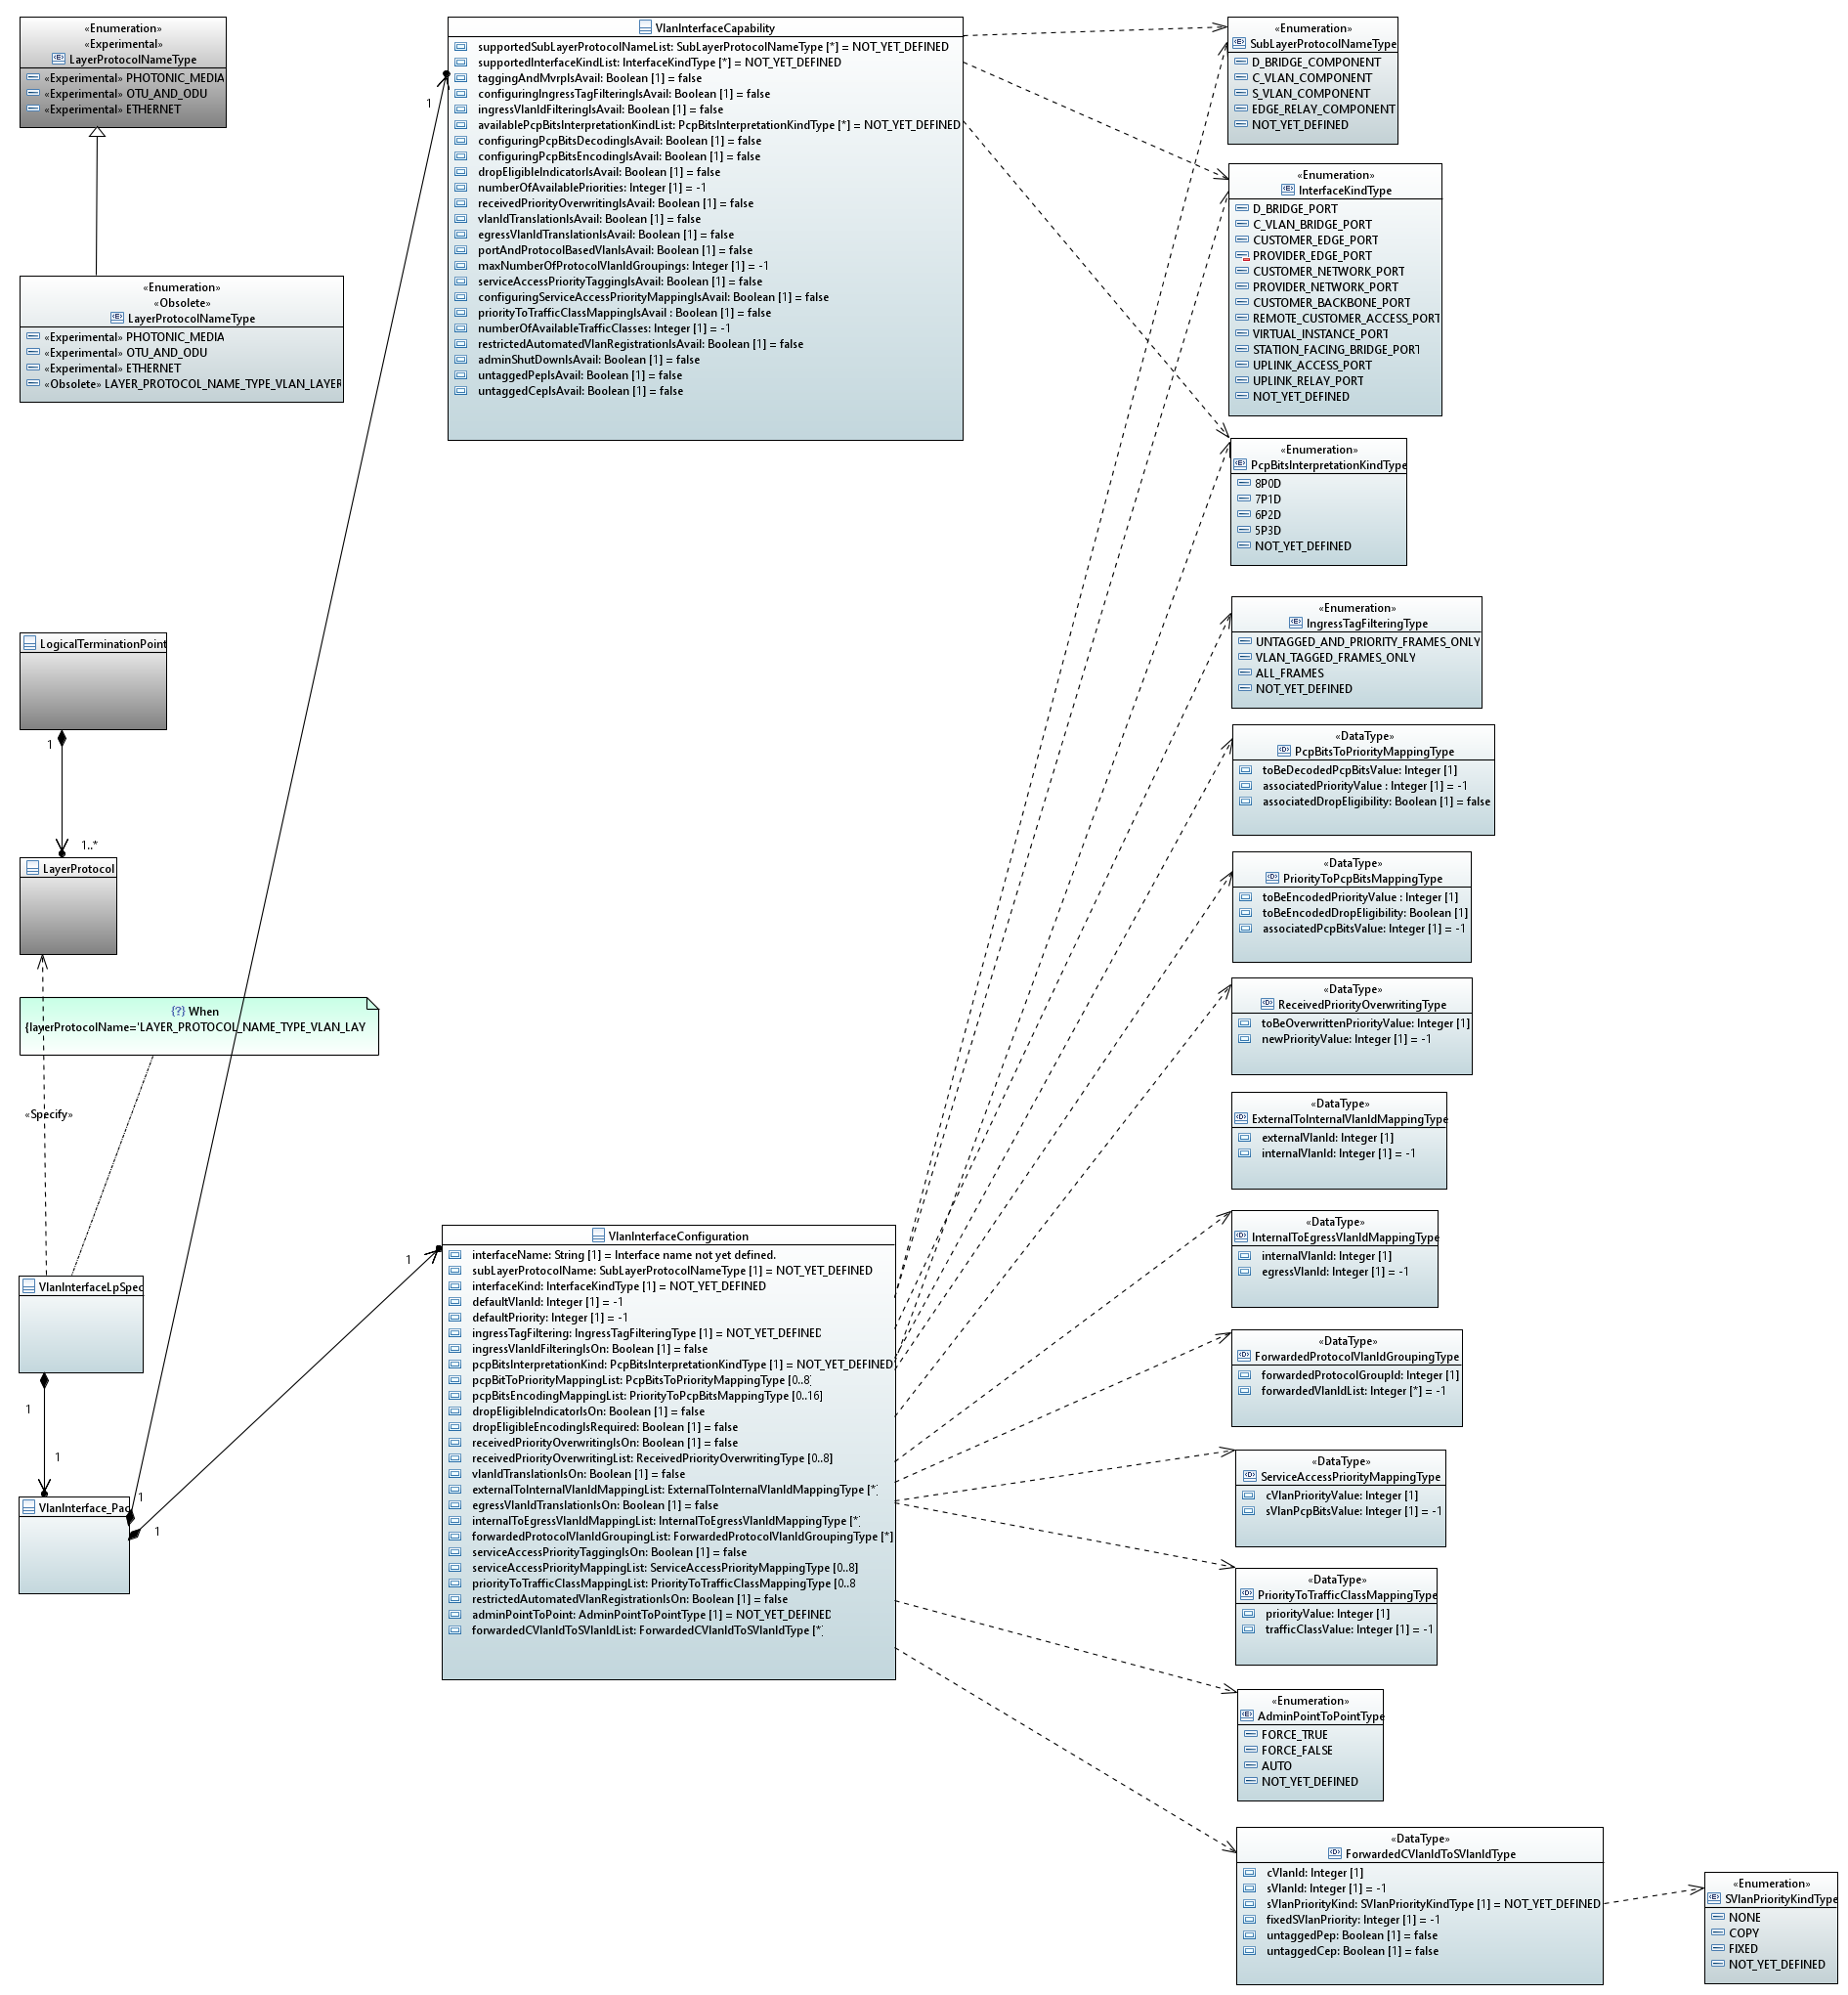 «Enumeration»
«Experimental»
LayerProtocolNameType
«Experimental» PHOTONIC_MEDIA
«Experimental» OTU_AND_ODU
«Experimental» ETHERNET
«Enumeration»
«Obsolete»
LayerProtocolNameType
«Experimental» PHOTONIC_MEDIA
«Experimental» OTU_AND_ODU
«Experimental» ETHERNET
«Obsolete» LAYER_PROTOCOL_NAME_TYPE_VLAN_LAYER
LogicalTerminationPoint
1
1..*
LayerProtocol
{?} When
{layerProtocolName='LAYER_PROTOCOL_NAME_TYPE_VLAN_LAY
«Specify»
VlanInterfaceLpSpec
1
1
VlanInterface_Pac
1
1
1
1
VlanInterfaceCapability
supportedSubLayerProtocolNameList: SubLayerProtocolNameType [*] = NOT_YET_DEFINED
supportedInterfaceKindList: InterfaceKindType [*] = NOT_YET_DEFINED
taggingAndMvrpIsAvail: Boolean [1] = false
configuringIngressTagFilteringIsAvail: Boolean [1] = false
ingressVlanIdFilteringIsAvail: Boolean [1] = false
availablePcpBitsInterpretationKindList: PcpBitsInterpretationKindType [*] = NOT_YET_DEFINED
configuringPcpBitsDecodingIsAvail: Boolean [1] = false
configuringPcpBitsEncodingIsAvail: Boolean [1] = false
dropEligibleIndicatorIsAvail: Boolean [1] = false
numberOfAvailablePriorities: Integer [1] = -1
receivedPriorityOverwritingIsAvail: Boolean [1] = false
vlanIdTranslationIsAvail: Boolean [1] = false
egressVlanIdTranslationIsAvail: Boolean [1] = false
portAndProtocolBasedVlanIsAvail: Boolean [1] = false
maxNumberOfProtocolVlanIdGroupings: Integer [1] = -1
serviceAccessPriorityTaggingIsAvail: Boolean [1] = false
configuringServiceAccessPriorityMappingIsAvail: Boolean [1] = false
priorityToTrafficClassMappingIsAvail : Boolean [1] = false
numberOfAvailableTrafficClasses: Integer [1] = -1
restrictedAutomatedVlanRegistrationIsAvail: Boolean [1] = false
adminShutDownIsAvail: Boolean [1] = false
untaggedPepIsAvail: Boolean [1] = false
untaggedCepIsAvail: Boolean [1] = false
VlanInterfaceConfiguration
interfaceName: String [1] = Interface name not yet defined.
subLayerProtocolName: SubLayerProtocolNameType [1] = NOT_YET_DEFINED
interfaceKind: InterfaceKindType [1] = NOT_YET_DEFINED
defaultVlanId: Integer [1] = -1
defaultPriority: Integer [1] = -1
ingressTagFiltering: IngressTagFilteringType [1] = NOT_YET_DEFINED
ingressVlanIdFilteringIsOn: Boolean [1] = false
pcpBitsInterpretationKind: PcpBitsInterpretationKindType [1] = NOT_YET_DEFINED
pcpBitToPriorityMappingList: PcpBitsToPriorityMappingType [0..8]
pcpBitsEncodingMappingList: PriorityToPcpBitsMappingType [0..16]
dropEligibleIndicatorIsOn: Boolean [1] = false
dropEligibleEncodingIsRequired: Boolean [1] = false
receivedPriorityOverwritingIsOn: Boolean [1] = false
receivedPriorityOverwritingList: ReceivedPriorityOverwritingType [0..8]
vlanIdTranslationIsOn: Boolean [1] = false
externalToInternalVlanIdMappingList: ExternalToInternalVlanIdMappingType [*]
egressVlanIdTranslationIsOn: Boolean [1] = false
internalToEgressVlanIdMappingList: InternalToEgressVlanIdMappingType [*]
forwardedProtocolVlanIdGroupingList: ForwardedProtocolVlanIdGroupingType [*]
serviceAccessPriorityTaggingIsOn: Boolean [1] = false
serviceAccessPriorityMappingList: ServiceAccessPriorityMappingType [0..8]
priorityToTrafficClassMappingList: PriorityToTrafficClassMappingType [0..8
restrictedAutomatedVlanRegistrationIsOn: Boolean [1] = false
adminPointToPoint: AdminPointToPointType [1] = NOT_YET_DEFINED
forwardedCVlanIdToSVlanIdList: ForwardedCVlanIdToSVlanIdType [*]
«Enumeration»
SubLayerProtocolNameType
D_BRIDGE_COMPONENT
C_VLAN_COMPONENT
S_VLAN_COMPONENT
EDGE_RELAY_COMPONENT
NOT_YET_DEFINED
«Enumeration»
InterfaceKindType
D_BRIDGE_PORT
C_VLAN_BRIDGE_PORT
CUSTOMER_EDGE_PORT
PROVIDER_EDGE_PORT
CUSTOMER_NETWORK_PORT
PROVIDER_NETWORK_PORT
CUSTOMER_BACKBONE_PORT
REMOTE_CUSTOMER_ACCESS_PORT
VIRTUAL_INSTANCE_PORT
STATION_FACING_BRIDGE_PORT
UPLINK_ACCESS_PORT
UPLINK_RELAY_PORT
NOT_YET_DEFINED
«Enumeration»
PcpBitsInterpretationKindType
8P0D
7P1D
6P2D
5P3D
NOT_YET_DEFINED
«Enumeration»
IngressTagFilteringType
UNTAGGED_AND_PRIORITY_FRAMES_ONLY
VLAN_TAGGED_FRAMES_ONLY
ALL_FRAMES
NOT_YET_DEFINED
«DataType»
PcpBitsToPriorityMappingType
toBeDecodedPcpBitsValue: Integer [1]
associatedPriorityValue : Integer [1] = -1
associatedDropEligibility: Boolean [1] = false
«DataType»
PriorityToPcpBitsMappingType
toBeEncodedPriorityValue : Integer [1]
toBeEncodedDropEligibility: Boolean [1]
associatedPcpBitsValue: Integer [1] = -1
«DataType»
ReceivedPriorityOverwritingType
toBeOverwrittenPriorityValue: Integer [1]
newPriorityValue: Integer [1] = -1
«DataType»
ExternalToInternalVlanIdMappingType
externalVlanId: Integer [1]
internalVlanId: Integer [1] = -1
«DataType»
InternalToEgressVlanIdMappingType
internalVlanId: Integer [1]
egressVlanId: Integer [1] = -1
«DataType»
ForwardedProtocolVlanIdGroupingType
forwardedProtocolGroupId: Integer [1]
forwardedVlanIdList: Integer [*] = -1
«DataType»
ServiceAccessPriorityMappingType
cVlanPriorityValue: Integer [1]
sVlanPcpBitsValue: Integer [1] = -1
«DataType»
PriorityToTrafficClassMappingType
priorityValue: Integer [1]
trafficClassValue: Integer [1] = -1
«Enumeration»
AdminPointToPointType
FORCE_TRUE
FORCE_FALSE
AUTO
NOT_YET_DEFINED
«DataType»
ForwardedCVlanIdToSVlanIdType
cVlanId: Integer [1]
sVlanId: Integer [1] = -1
sVlanPriorityKind: SVlanPriorityKindType [1] = NOT_YET_DEFINED
fixedSVlanPriority: Integer [1] = -1
untaggedPep: Boolean [1] = false
untaggedCep: Boolean [1] = false
«Enumeration»
SVlanPriorityKindType
NONE
COPY
FIXED
NOT_YET_DEFINED